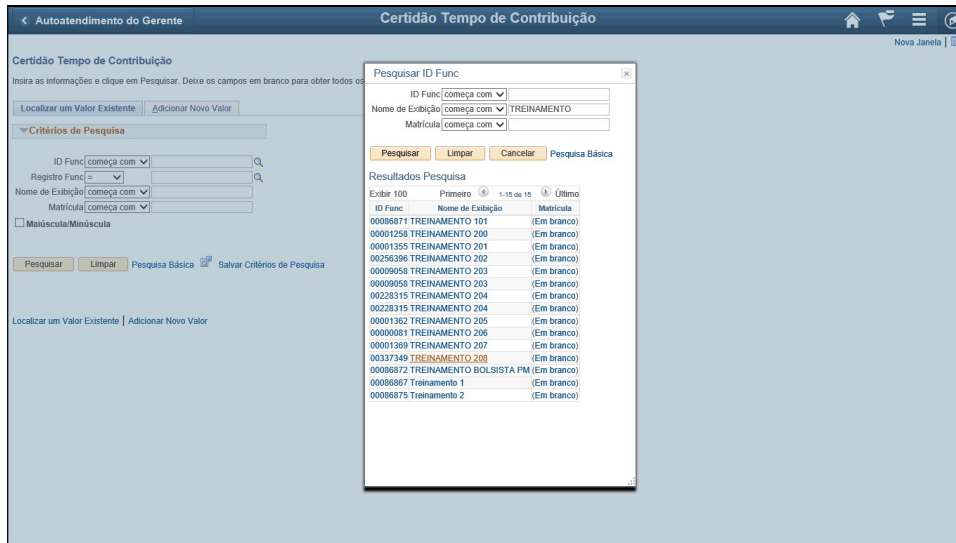 Autoatendimento do Gerente
Certidão Tempo de Contribuição
Nova Janela |
Certidão Tempo de Contribuição
Insira as informações e clique em Pesquisar. Deixe os campos em branco para obter todos os
Localizar um Valor Existente Adicionar Novo Valor
Critérios de Pesquisa
ID Func começa com
Registro Func =
Nome de Exibição começa com
Matrícula começa com
Maiúscula/Minúscula
Pesquisar Limpar Pesquisa Básica Salvar Critérios de Pesquisa
Localizar um Valor Existente | Adicionar Novo Valor
Pesquisar ID Func
ID Func começa com
Nome de Exibição começa com TREINAMENTO
Matrícula começa com
Pesquisar Limpar Cancelar Pesquisa Básica
Resultados Pesquisa
Exibir 100 Primeiro 1-15 de 15 Último
ID Func Nome de Exibição Matrícula
00086871 TREINAMENTO 101 (Em branco)
00001258 TREINAMENTO 200 (Em branco)
00001355 TREINAMENTO 201 (Em branco)
00256396 TREINAMENTO 202 (Em branco)
00009058 TREINAMENTO 203 (Em branco)
00009058 TREINAMENTO 203 (Em branco)
00228315 TREINAMENTO 204 (Em branco)
00228315 TREINAMENTO 204 (Em branco)
00001362 TREINAMENTO 205 (Em branco)
00000081 TREINAMENTO 206 (Em branco)
00001369 TREINAMENTO 207 (Em branco)
00337349 TREINAMENTO 208 (Em branco)
00086872 TREINAMENTO BOLSISTA PM (Em branco)
00086867 Treinamento 1 (Em branco)
00086875 Treinamento 2 (Em branco)